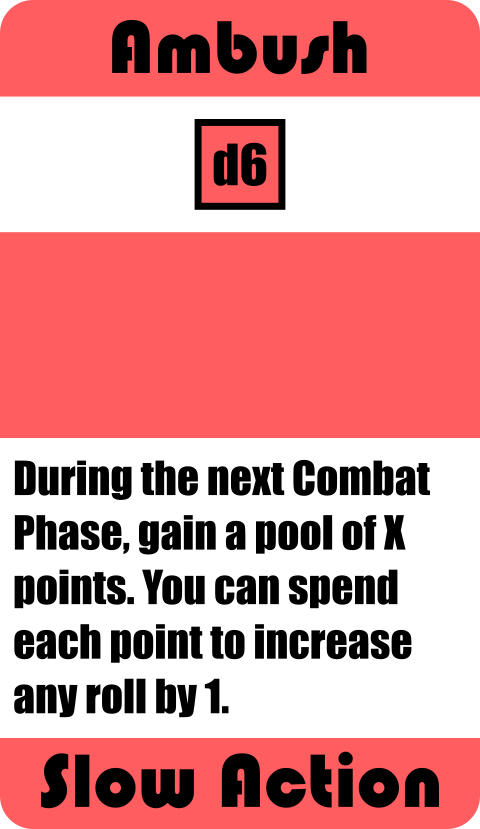 Ambush
d6
During the next Combat
Phase, gain a pool of X
points. You can spend
each point to increase
any roll by 1.
Slow Action